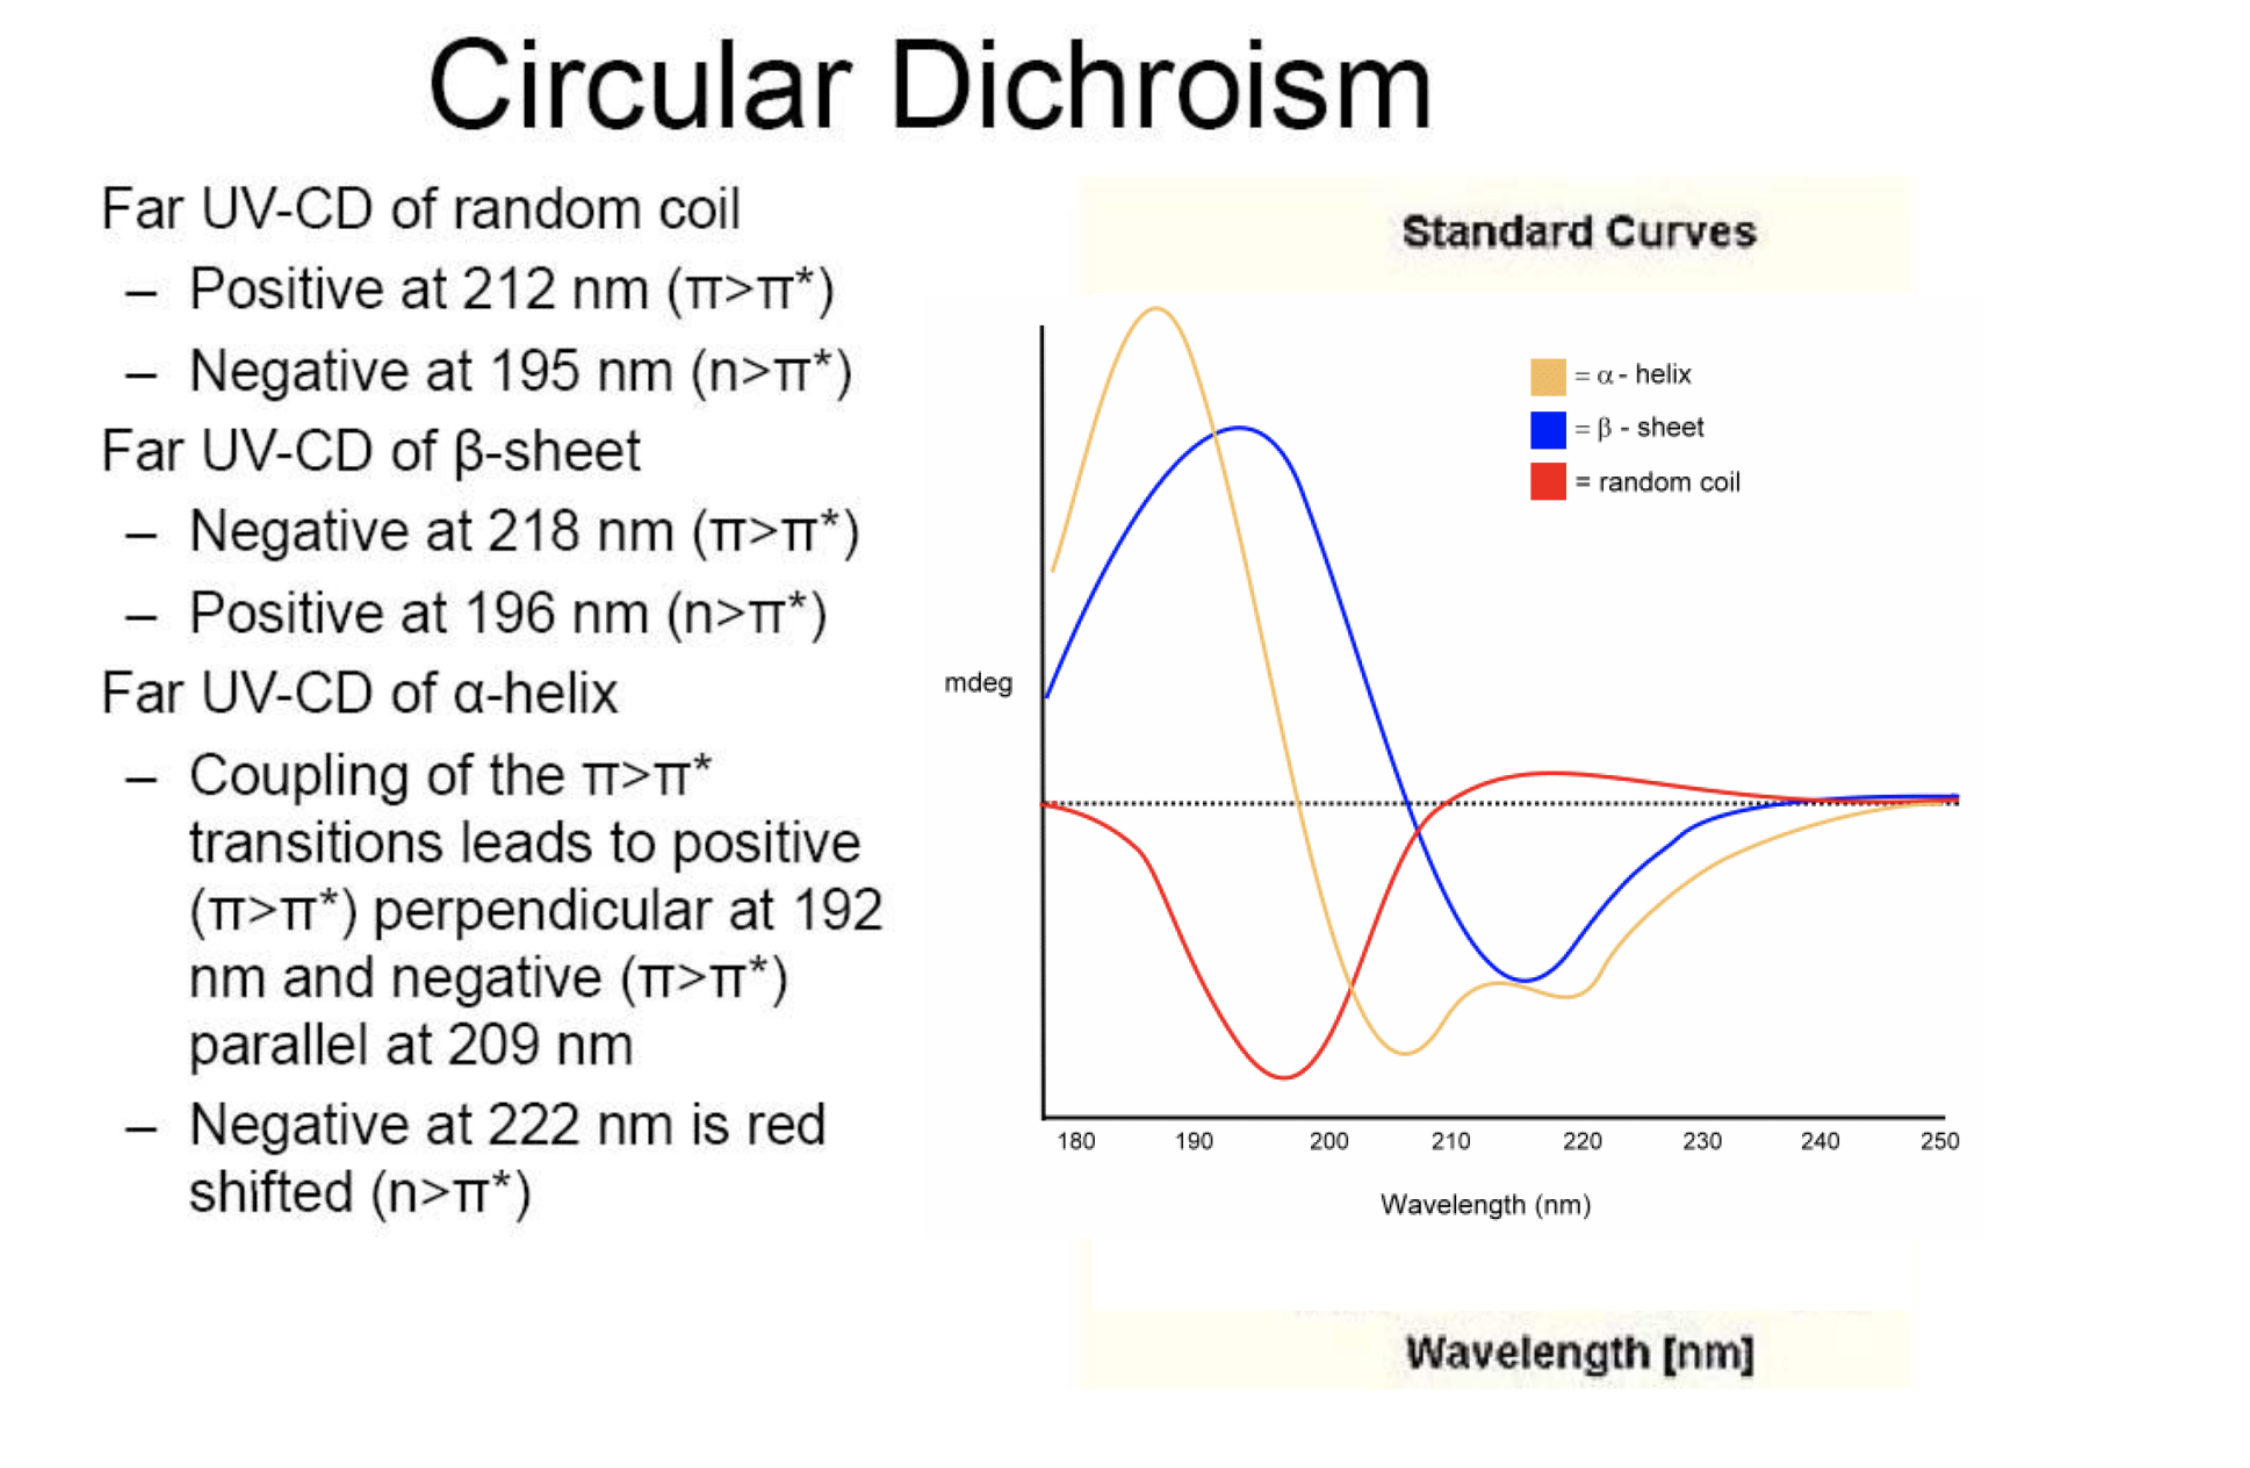 Circular Dichroism
Far UV-CD of random coil
– Positive at 212 nm (π>π*)
– Negative at 195 nm (n>π*)
Far UV-CD of β-sheet
– Negative at 218 nm (π>π*)
– Positive at 196 nm (n>π*)
Far UV-CD of α-helix
– Coupling of the π>π*
transitions leads to positive
(π>π*) perpendicular at 192
nm and negative (π>π*)
parallel at 209 nm
– Negative at 222 nm is red
shifted (n>π*)
Standard Curves
= α - helix
= β - sheet
= random coil
mdeg
180 190 200 210 220 230 240 250
Wavelength (nm)
Wavelength [nm]